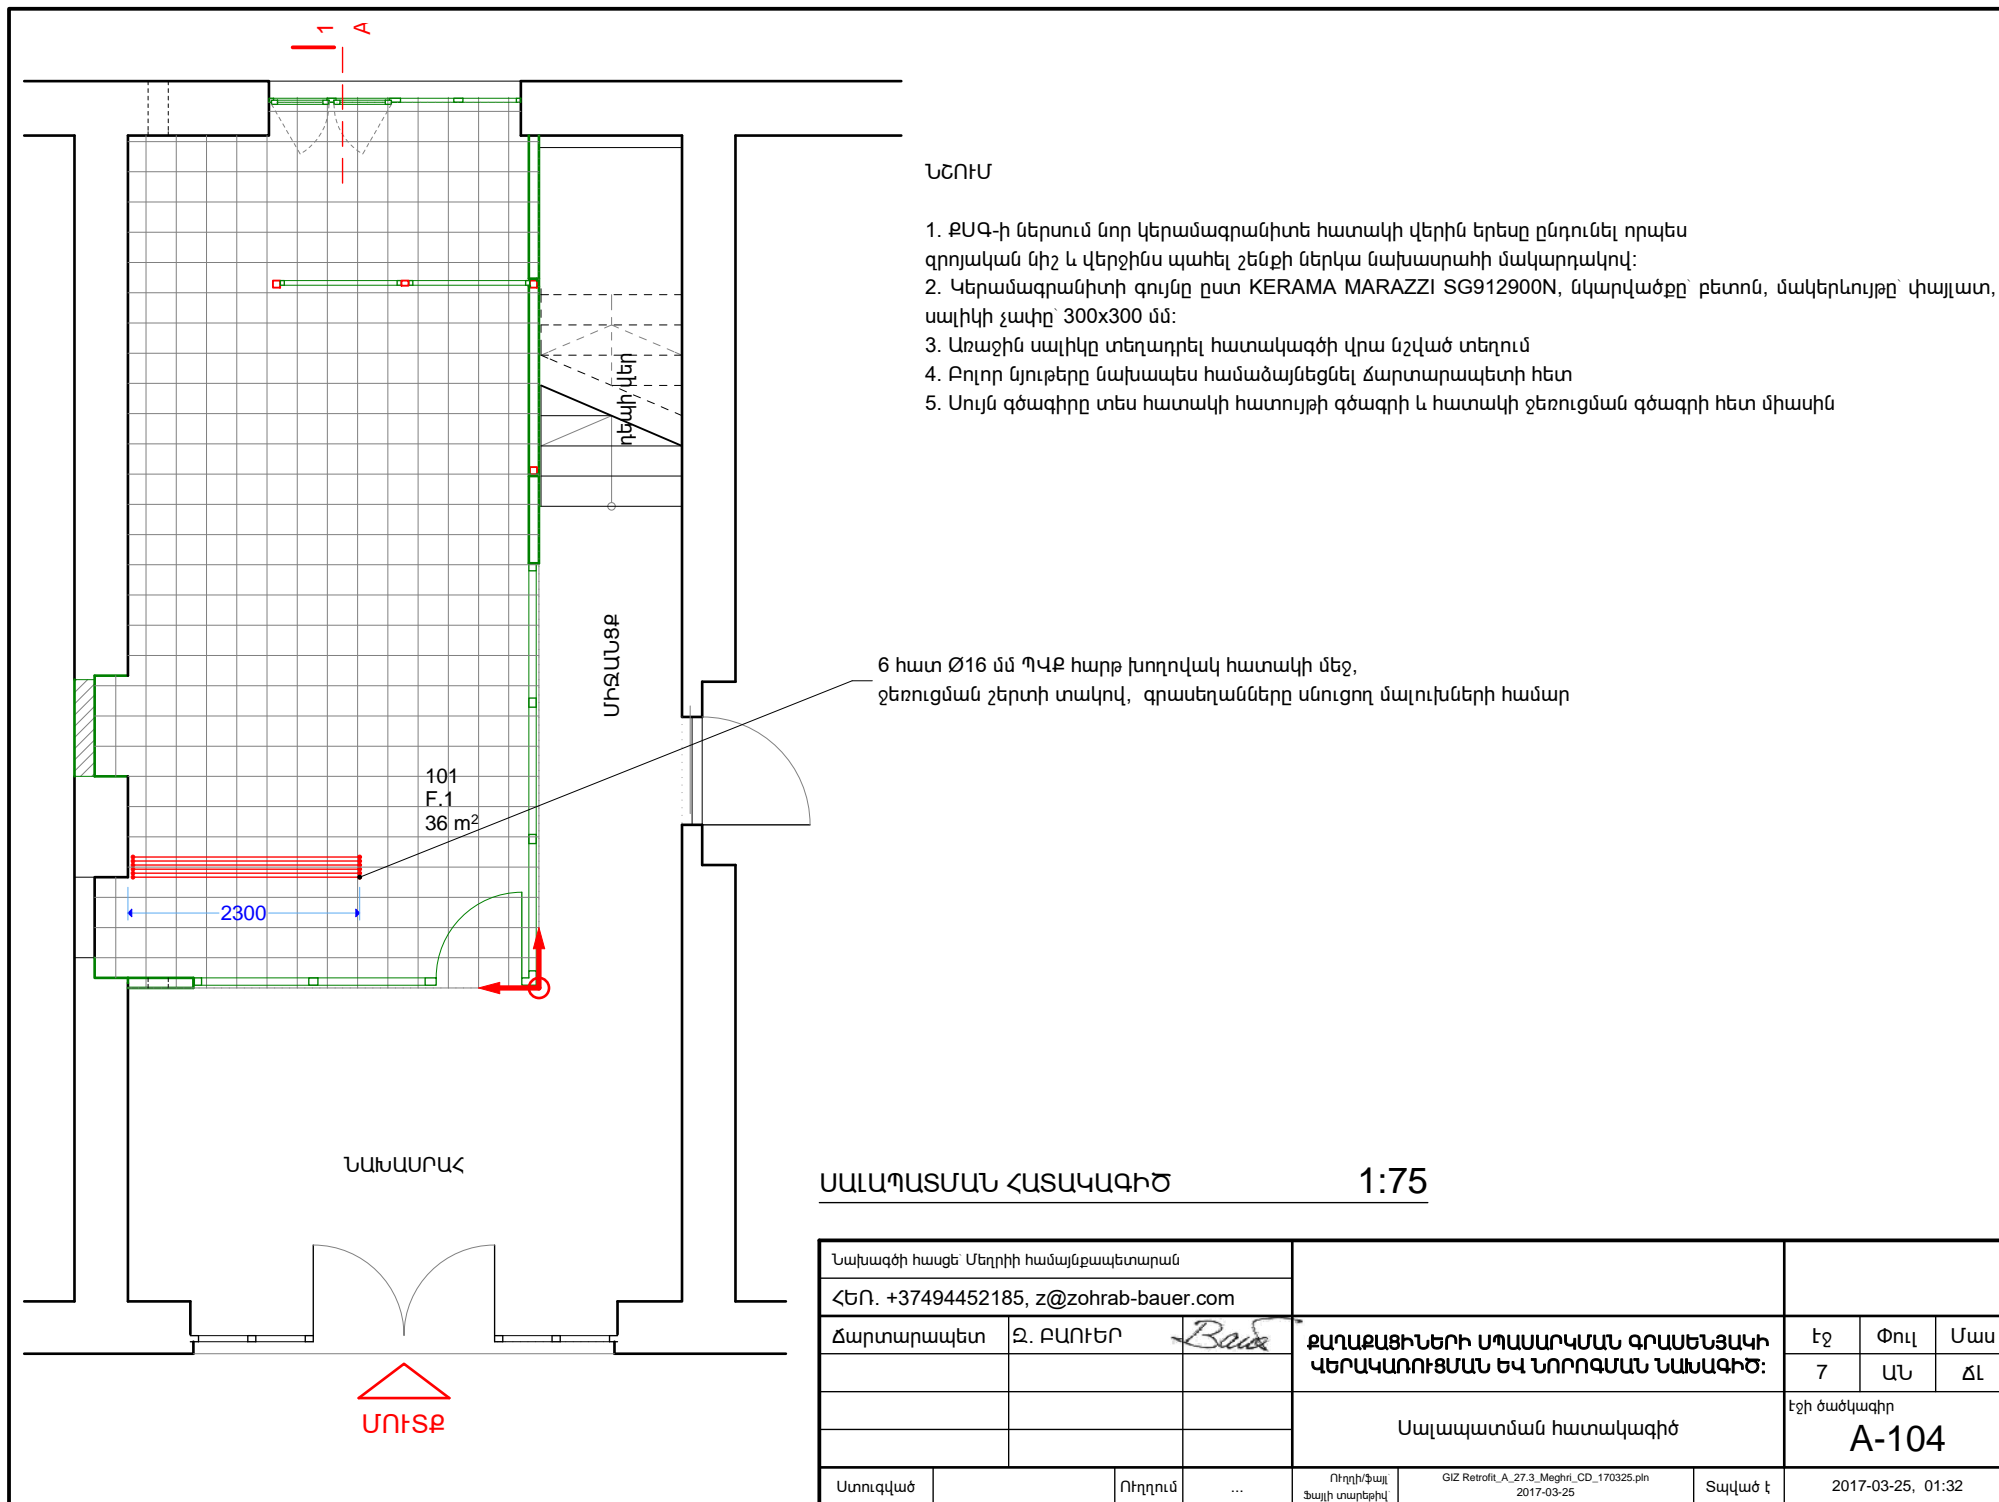 1 A
ՆՇՈՒՄ
1. ՔՍԳ-ի ներսում նոր կերամագրանիտե հատակի վերին երեսը ընդունել որպես
զրոյական նիշ և վերջինս պահել շենքի ներկա նախասրահի մակարդակով:
2. Կերամագրանիտի գույնը ըստ KERAMA MARAZZI SG912900N, նկարվածքը՝ բետոն, մակերևույթը՝ փայլատ,
սալիկի չափը՝ 300x300 մմ:
3. Առաջին սալիկը տեղադրել հատակագծի վրա նշված տեղում
4. Բոլոր նյութերը նախապես համաձայնեցնել Ճարտարապետի հետ
5. Սույն գծագիրը տես հատակի հատույթի գծագրի և հատակի ջեռուցման գծագրի հետ միասին
դեպի վեր
ՄԻՋԱՆՑՔ
6 հատ Ø16 մմ ՊՎՔ հարթ խողովակ հատակի մեջ,
ջեռուցման շերտի տակով, գրասեղանները սնուցող մալուխների համար
101
F.1
36 m²
2300
ՆԱԽԱՍՐԱՀ
ՄՈՒՏՔ
ՍԱԼԱՊԱՏՄԱՆ ՀԱՏԱԿԱԳԻԾ 1:75
Նախագծի հասցե՝ Մեղրիի համայնքապետարան
ՀԵՌ. +37494452185, z@zohrab-bauer.com
Ճարտարապետ Զ. ԲԱՈՒԵՐ Bauer
ՔԱՂԱՔԱՑԻՆԵՐԻ ՍՊԱՍԱՐԿՄԱՆ ԳՐԱՍԵՆՅԱԿԻ
ՎԵՐԱԿԱՌՈՒՑՄԱՆ ԵՎ ՆՈՐՈԳՄԱՆ ՆԱԽԱԳԻԾ:
Էջ Փուլ Մաս
7 ԱՆ ՃԼ
Սալապատման հատակագիծ
Էջի ծածկագիր
A-104
Ստուգված Ուղղում ...
Ուղղի/Ֆայլ՝ GIZ Retrofit_A_27.3_Meghri_CD_170325.pln
Ֆայլի տարեթիվ՝ 2017-03-25
Տպված է 2017-03-25, 01:32